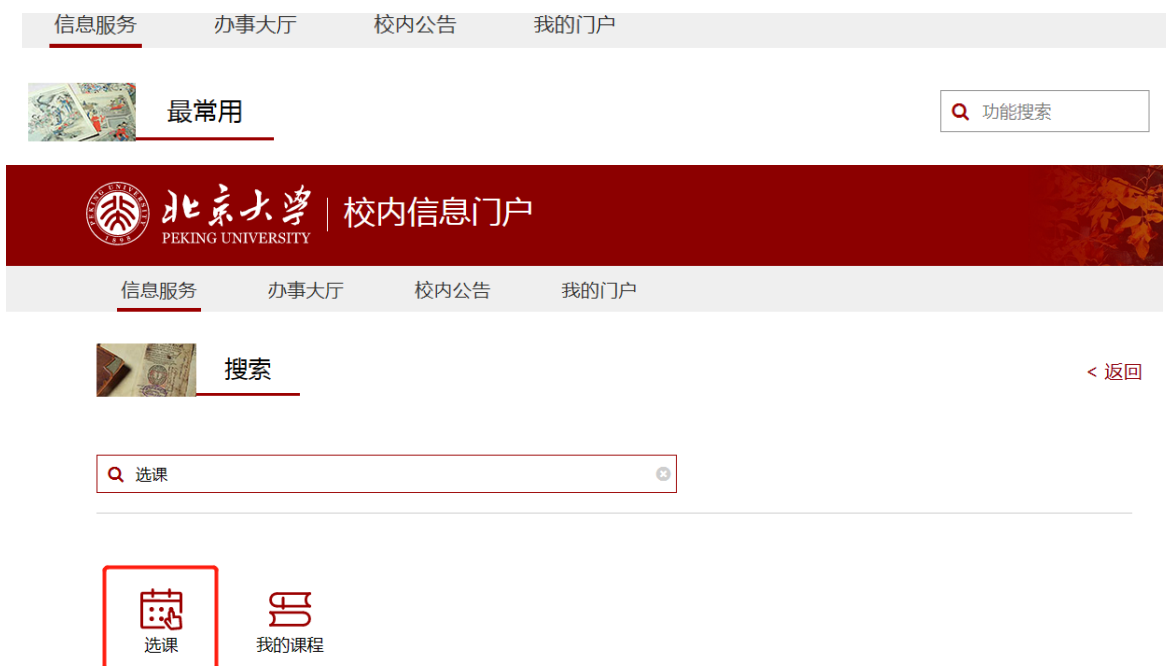 信息服务 办事大厅 校内公告 我的门户
最常用
功能搜索
PEKING UNIVERSITY 1898
北京大学 校内信息门户
PEKING UNIVERSITY
信息服务 办事大厅 校内公告 我的门户
搜索
< 返回
选课
选课 我的课程